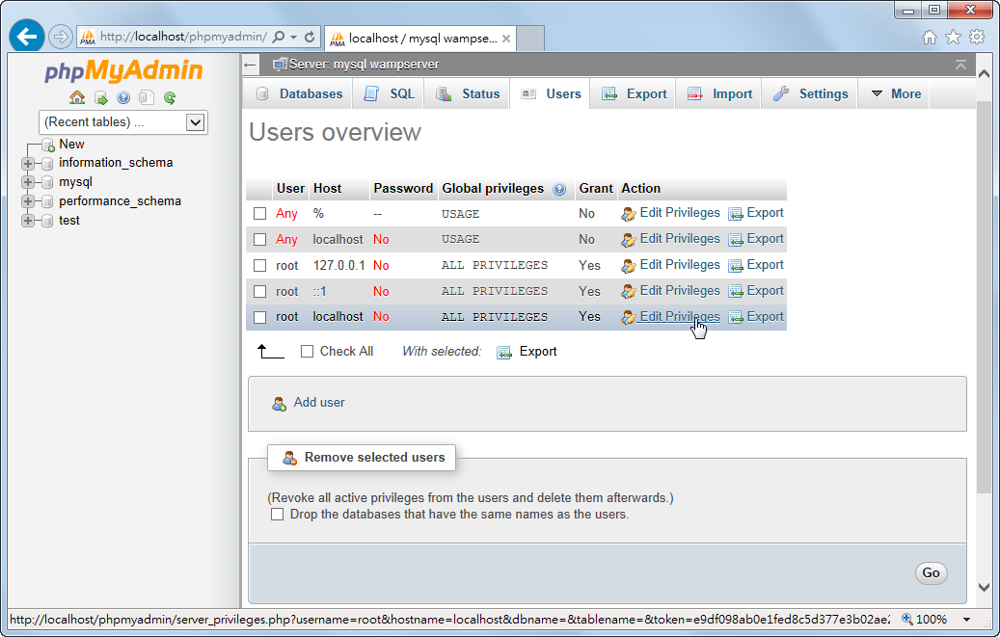 http://localhost/phpmyadmin/
localhost / mysql wampse...
phpMyAdmin
(Recent tables) ...
New
information_schema
mysql
performance_schema
test
Server: mysql wampserver
Databases SQL Status Users Export Import Settings More
Users overview
User Host Password Global privileges Grant Action
Any % -- USAGE No Edit Privileges Export
Any localhost No USAGE No Edit Privileges Export
root 127.0.0.1 No ALL PRIVILEGES Yes Edit Privileges Export
root ::1 No ALL PRIVILEGES Yes Edit Privileges Export
root localhost No ALL PRIVILEGES Yes Edit Privileges Export
Check All With selected: Export
Add user
Remove selected users
(Revoke all active privileges from the users and delete them afterwards.)
Drop the databases that have the same names as the users.
Go
http://localhost/phpmyadmin/server_privileges.php?username=root&hostname=localhost&dbname=&tablename=&token=e9df098ab0e1fed8c5d377e3b02ae2
100%